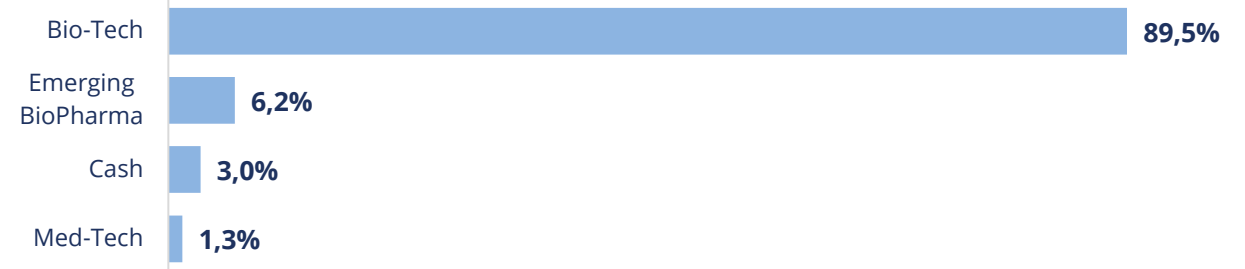 Bio-Tech 89,5%
Emerging
BioPharma 6,2%
Cash 3,0%
Med-Tech 1,3%